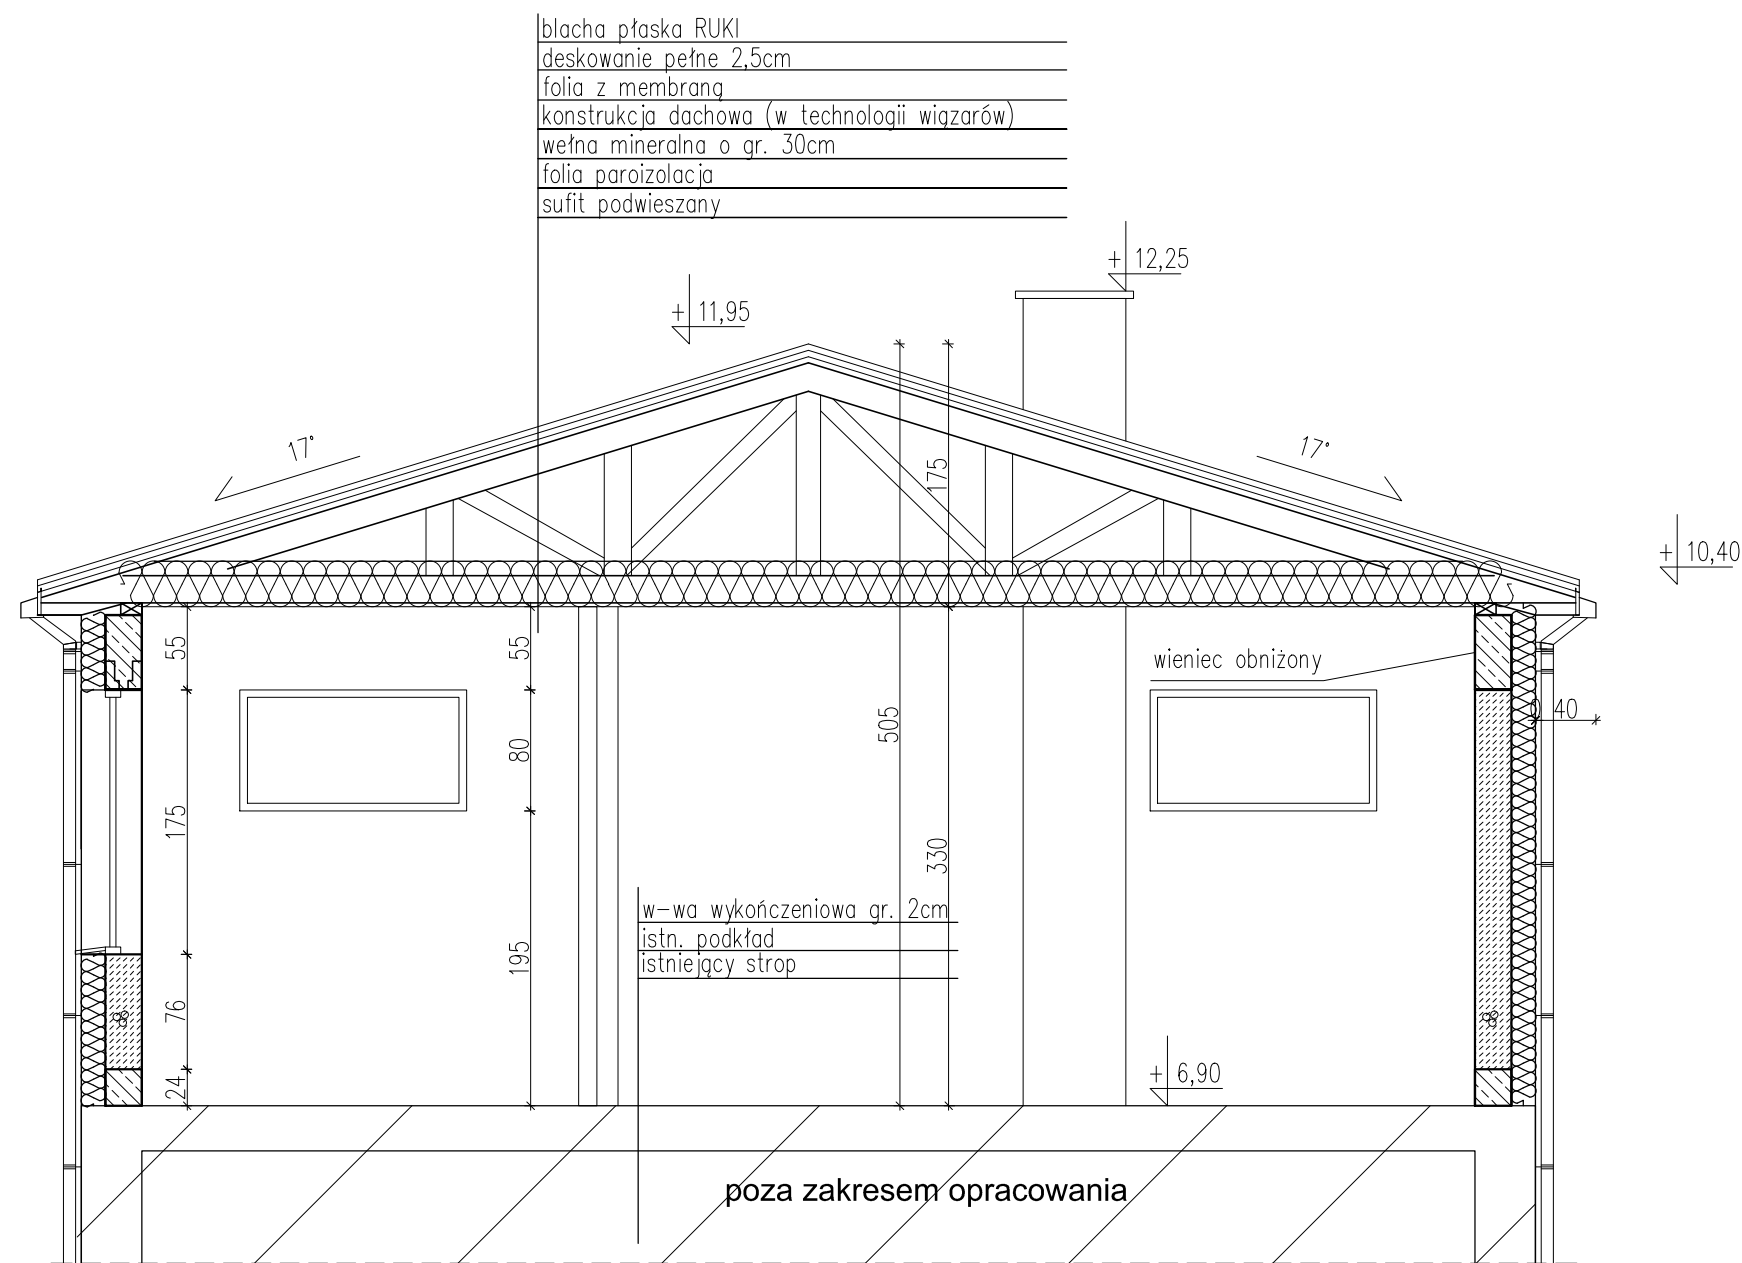 blacha płaska RUKI
deskowanie pełne 2,5cm
folia z membraną
konstrukcja dachowa (w technologii wiązarów)
wełna mineralna o gr. 30cm
folia paroizolacja
sufit podwieszany
+ 12,25
+ 11,95
17°
17°
175
+ 10,40
55
55
wieniec obniżony
0,40
505
80
175
330
w-wa wykończeniowa gr. 2cm
istn. podkład
istniejący strop
195
76
24
+ 6,90
poza zakresem opracowania